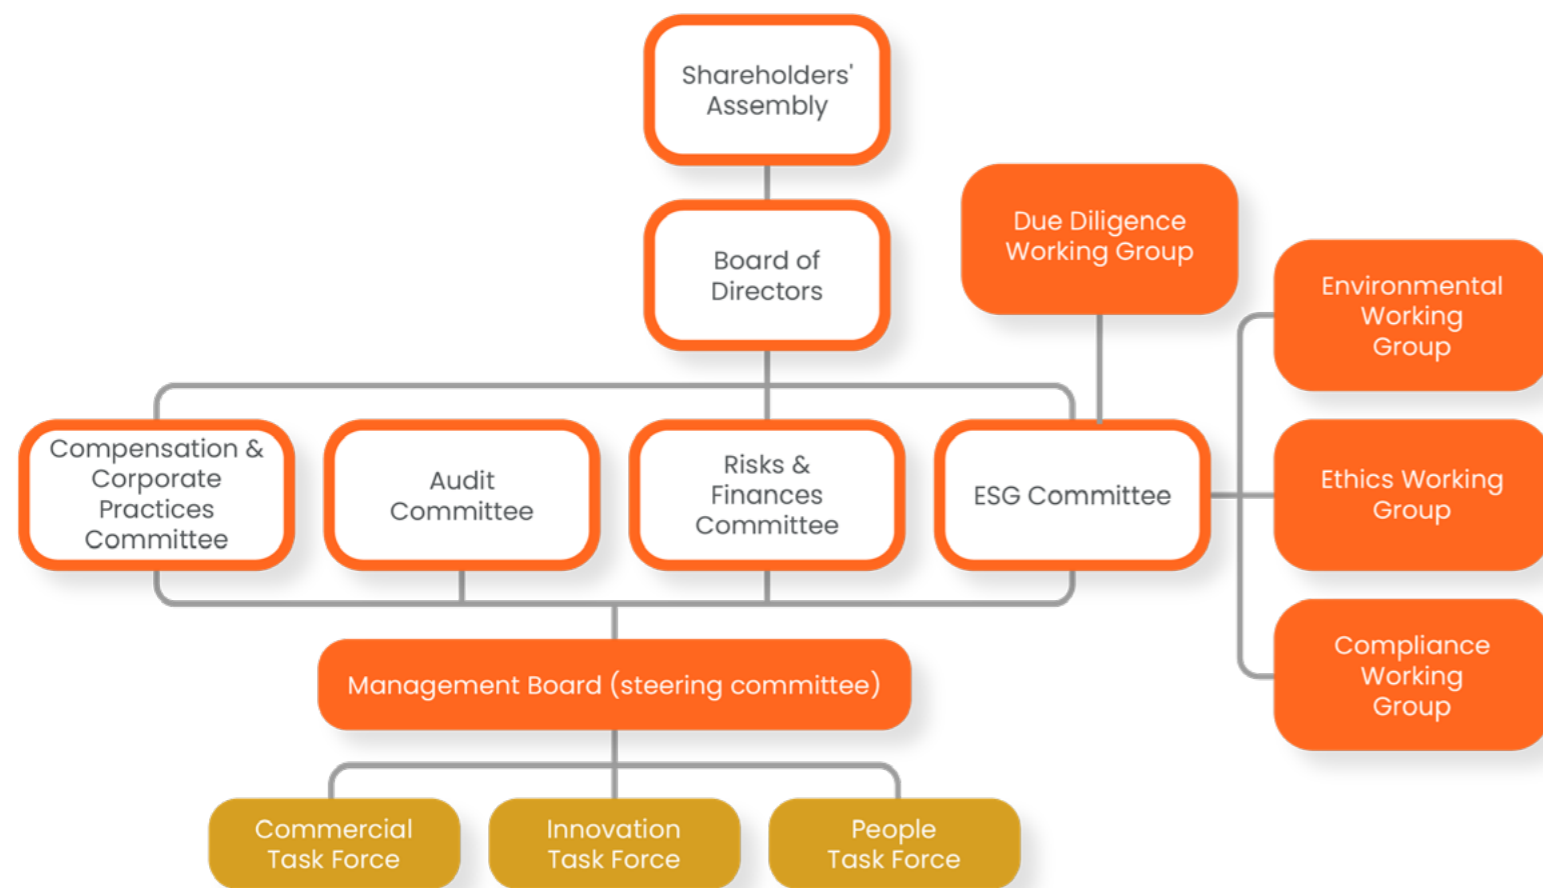 Shareholders'
Assembly
Board of
Directors
Due Diligence
Working Group
Environmental
Working
Group
Compensation &
Corporate
Practices
Committee
Audit
Committee
Risks &
Finances
Committee
ESG Committee
Ethics Working
Group
Compliance
Working
Group
Management Board (steering committee)
Commercial
Task Force
Innovation
Task Force
People
Task Force